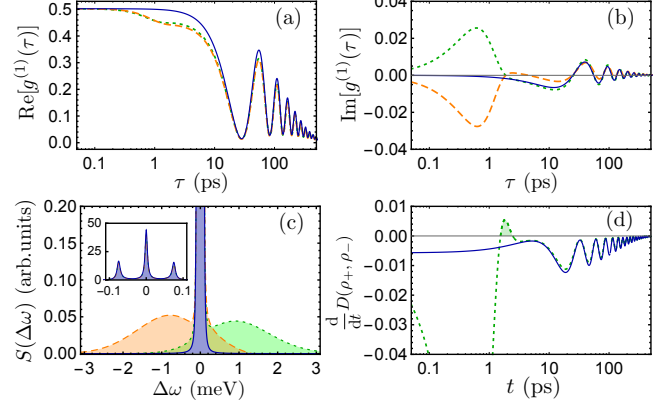 (a)
Re[g^{(1)}(τ)]
0.5
0.4
0.3
0.2
0.1
0.0
0.1 1 10 100
τ (ps)
(b)
Im[g^{(1)}(τ)]
0.04
0.02
0.00
-0.02
-0.04
0.1 1 10 100
τ (ps)
(c)
S(Δω) (arb.units)
0.20
0.15
0.10
0.05
0.00
50
25
0
-0.1 0 0.1
-3 -2 -1 0 1 2 3
Δω (meV)
(d)
d/dt D(ρ₊, ρ₋)
0.01
0.00
-0.01
-0.02
-0.03
-0.04
0.1 1 10 100
t (ps)